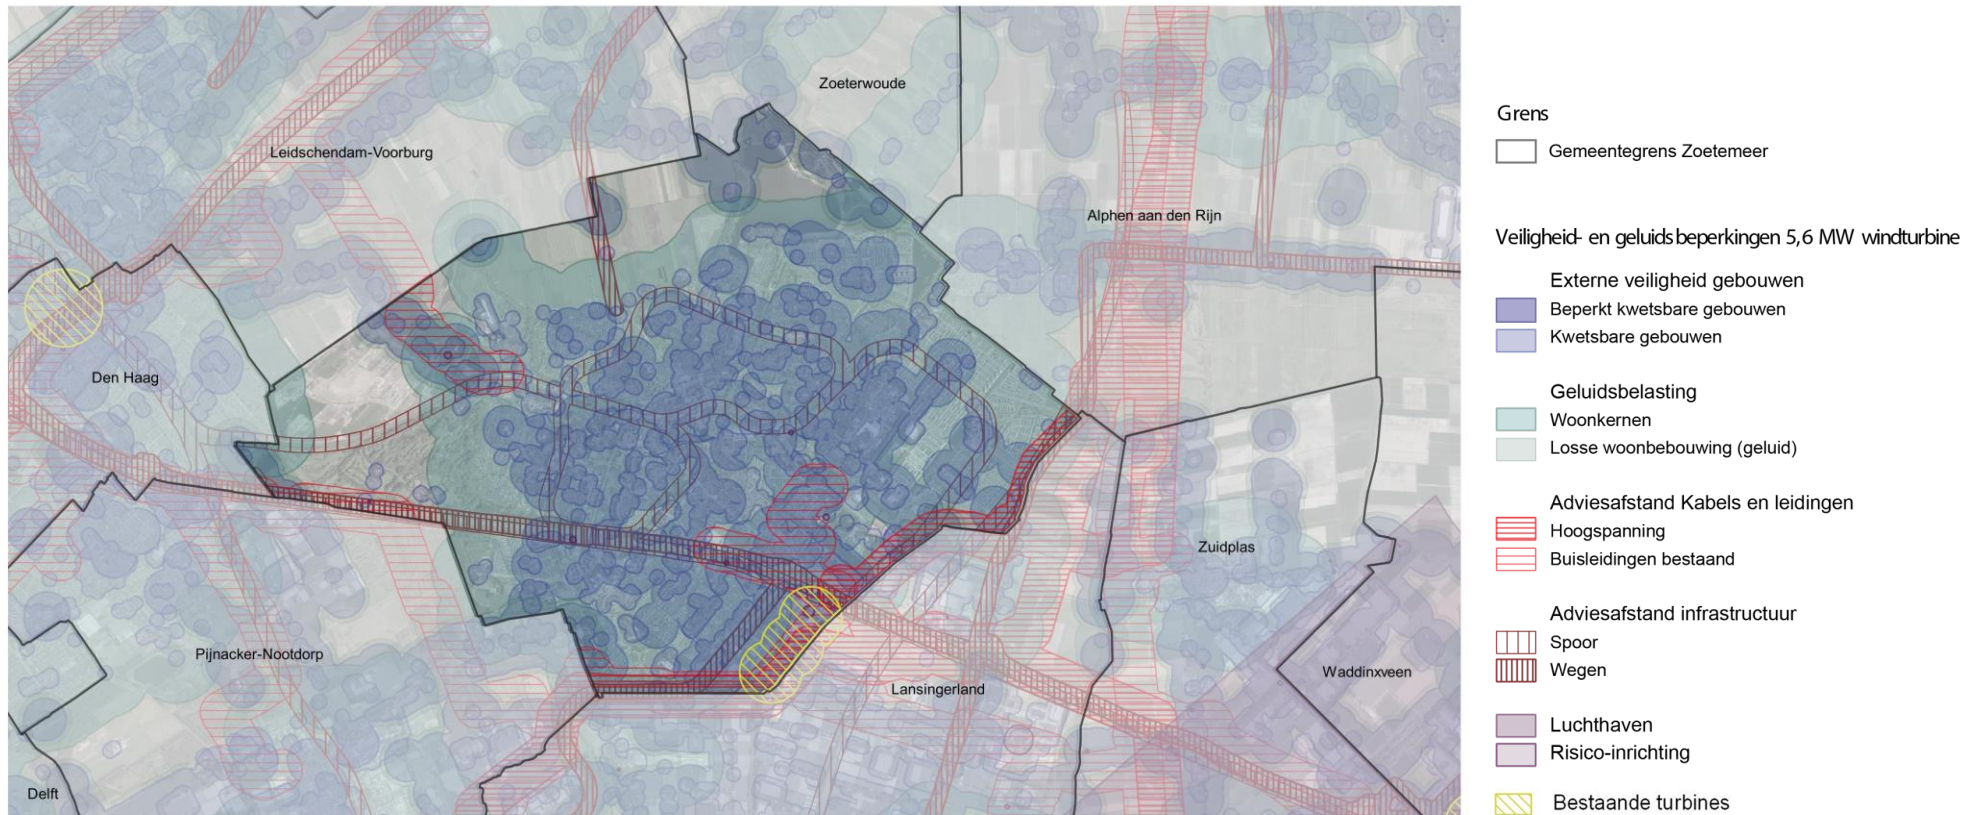 Zoeterwoude
Leidschendam-Voorburg
Alphen aan den Rijn
Den Haag
Zuidplas
Pijnacker-Nootdorp
Waddinxveen
Lansingerland
Delft
Grens
Gemeentegrens Zoetemeer
Veiligheid- en geluidsbeperkingen 5,6 MW windturbine
Externe veiligheid gebouwen
Beperkt kwetsbare gebouwen
Kwetsbare gebouwen
Geluidsbelasting
Woonkernen
Losse woonbebouwing (geluid)
Adviesafstand Kabels en leidingen
Hoogspanning
Buisleidingen bestaand
Adviesafstand infrastructuur
Spoor
Wegen
Luchthaven
Risico-inrichting
Bestaande turbines